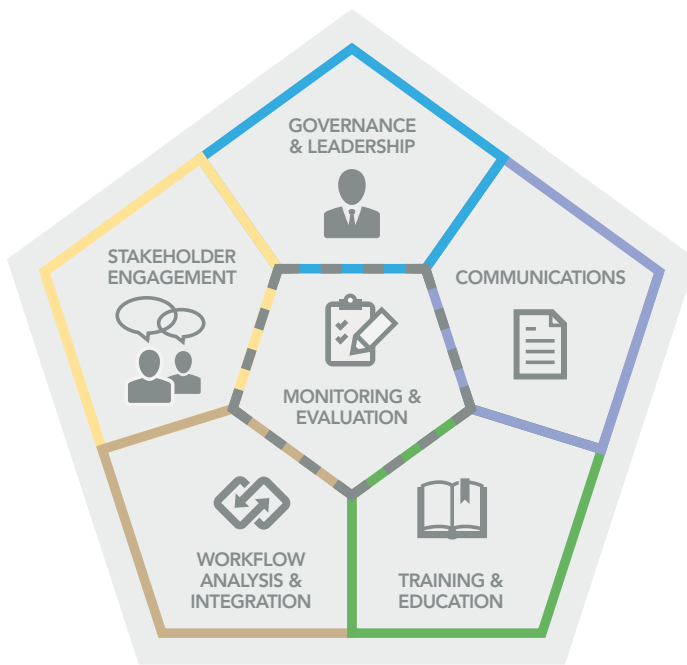 GOVERNANCE
& LEADERSHIP
STAKEHOLDER
ENGAGEMENT
COMMUNICATIONS
MONITORING &
EVALUATION
WORKFLOW
ANALYSIS &
INTEGRATION
TRAINING &
EDUCATION